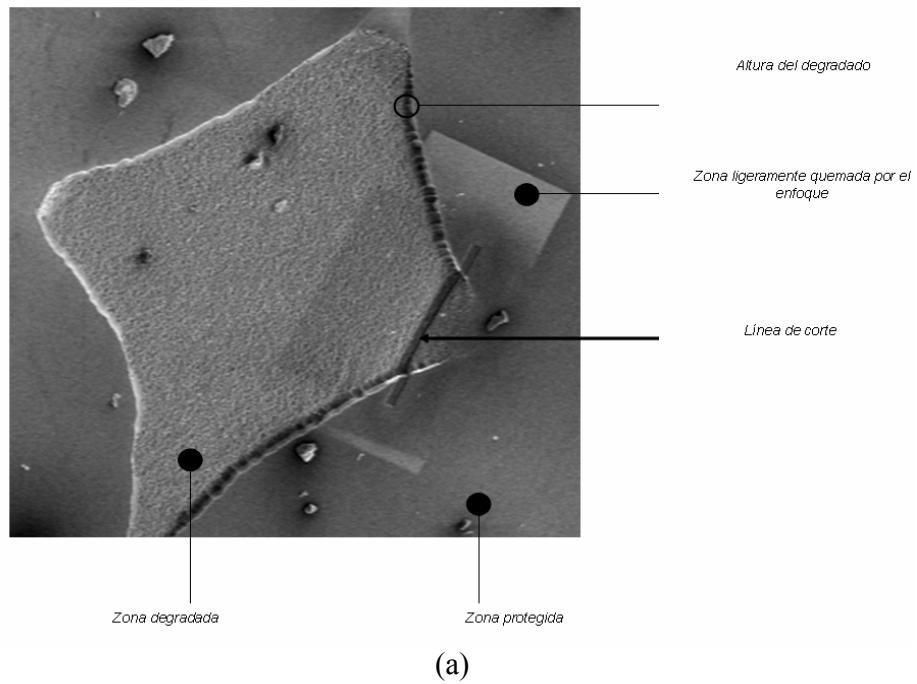 Altura del degradado
Zona ligeramente quemada por el
enfoque
Línea de corte
Zona degradada
Zona protegida
(a)